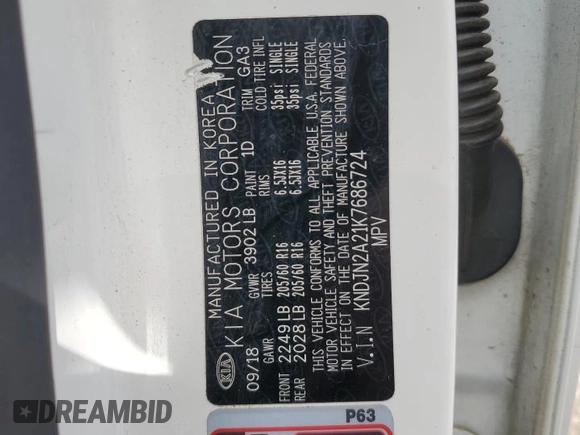 KIA
MANUFACTURED IN KOREA
KIA MOTORS CORPORATION
09/18 GVWR 3902 LB PAINT 1D TRIM GA3
GAWR TIRES RIMS COLD TIRE INFL
FRONT 2249 LB 205/60 R16 6.5JX16 35psi SINGLE
REAR 2028 LB 205/60 R16 6.5JX16 35psi SINGLE
THIS VEHICLE CONFORMS TO ALL APPLICABLE U.S.A. FEDERAL
MOTOR VEHICLE SAFETY AND THEFT PREVENTION STANDARDS
IN EFFECT ON THE DATE OF MANUFACTURE SHOWN ABOVE.
V.I.N KNDJN2A21K7686724
MPV
P63
DREAMBID